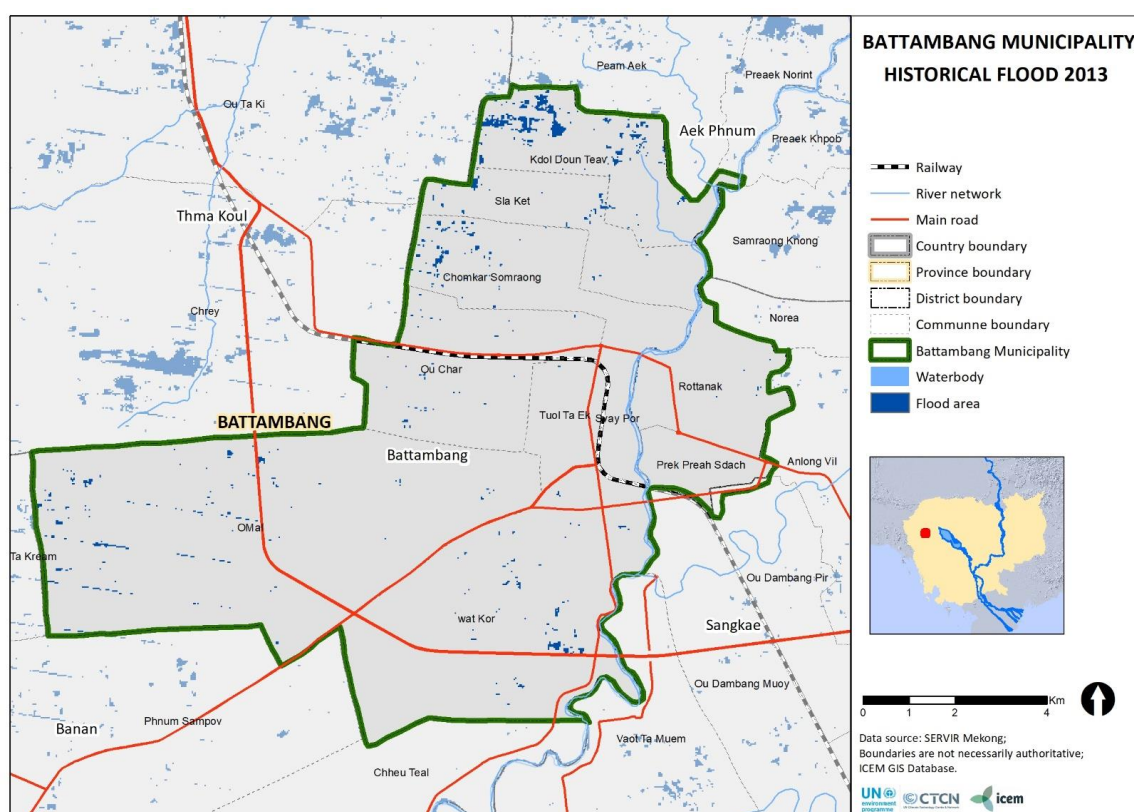 BATTAMBANG MUNICIPALITY
HISTORICAL FLOOD 2013
Railway
River network
Main road
Country boundary
Province boundary
District boundary
Communne boundary
Battambang Municipality
Waterbody
Flood area
Peam Aek
Preaek Norint
Ou Ta Ki
Aek Phnum
Preaek Khpob
Kdol Doun Teav
Sla Ket
Thma Koul
Samraong Knong
Chomkar Somraong
Chrey
Norea
Ou Char
Rottanak
BATTAMBANG
Tuol Ta Ek
Svay Por
Battambang
Prek Preah Sdach
Anlong Vil
OMal
Ta Kream
Ou Dambang Pir
wat Kor
Sangkae
Ou Dambang Muoy
Phnum Sampov
Banan
Vaot Ta Muem
Chheu Teal
0 1 2 4 Km
Data source: SERVIR Mekong;
Boundaries are not necessarily authoritative;
ICEM GIS Database.
UN
environment
programme
CTCN
icem